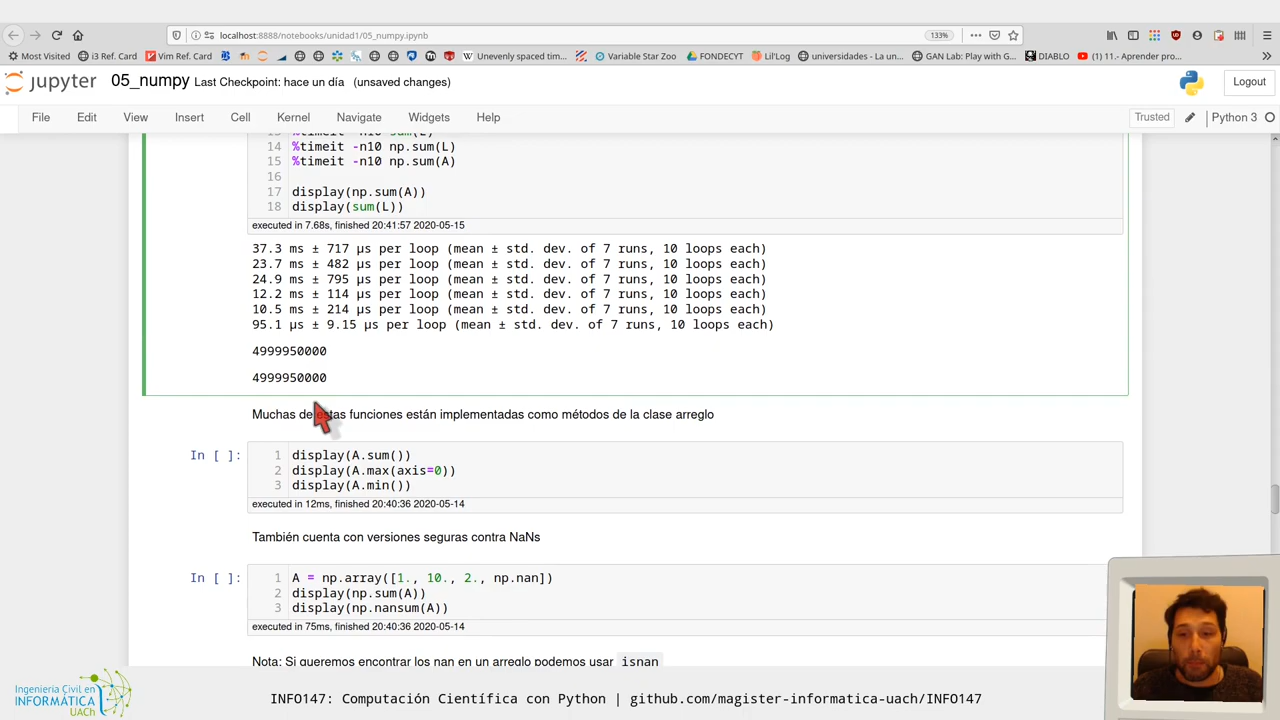 localhost:8888/notebooks/unidad1/05_numpy.ipynb
133%
Most Visited
i3 Ref. Card
Vim Ref. Card
Unevenly spaced tim…
Variable Star Zoo
FONDECYT
Lil'Log
universidades - La un…
GAN Lab: Play with G…
DIABLO
(1) 11.- Aprender pro…
jupyter 05_numpy Last Checkpoint: hace un día (unsaved changes)
Logout
File Edit View Insert Cell Kernel Navigate Widgets Help
Trusted
Python 3
13 %timeit -n10 sum(L)
14 %timeit -n10 np.sum(L)
15 %timeit -n10 np.sum(A)
16
17 display(np.sum(A))
18 display(sum(L))
executed in 7.68s, finished 20:41:57 2020-05-15
37.3 ms ± 717 µs per loop (mean ± std. dev. of 7 runs, 10 loops each)
23.7 ms ± 482 µs per loop (mean ± std. dev. of 7 runs, 10 loops each)
24.9 ms ± 795 µs per loop (mean ± std. dev. of 7 runs, 10 loops each)
12.2 ms ± 114 µs per loop (mean ± std. dev. of 7 runs, 10 loops each)
10.5 ms ± 214 µs per loop (mean ± std. dev. of 7 runs, 10 loops each)
95.1 µs ± 9.15 µs per loop (mean ± std. dev. of 7 runs, 10 loops each)
4999950000
4999950000
Muchas de estas funciones están implementadas como métodos de la clase arreglo
In [ ]: 1 display(A.sum())
2 display(A.max(axis=0))
3 display(A.min())
executed in 12ms, finished 20:40:36 2020-05-14
También cuenta con versiones seguras contra NaNs
In [ ]: 1 A = np.array([1., 10., 2., np.nan])
2 display(np.sum(A))
3 display(np.nansum(A))
executed in 75ms, finished 20:40:36 2020-05-14
Nota: Si queremos encontrar los nan en un arreglo podemos usar isnan
Ingeniería Civil en
INFORMÁTICA
UACh
INFO147: Computación Científica con Python | github.com/magister-informatica-uach/INFO147